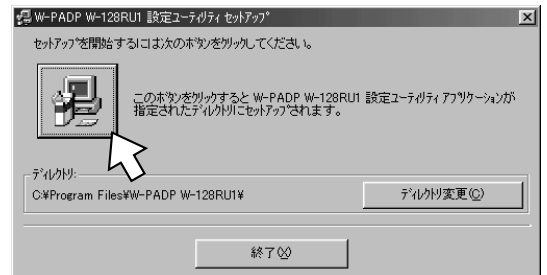 W-PADP W-128RU1 設定ﾕｰﾃｨﾘﾃｨ ｾｯﾄｱｯﾌﾟ
ｾｯﾄｱｯﾌﾟを開始するには次のﾎﾞﾀﾝをｸﾘｯｸしてください。
このﾎﾞﾀﾝをｸﾘｯｸすると W-PADP W-128RU1 設定ﾕｰﾃｨﾘﾃｨ ｱﾌﾟﾘｹｰｼｮﾝが
指定されたﾃﾞｨﾚｸﾄﾘにｾｯﾄｱｯﾌﾟされます。
ﾃﾞｨﾚｸﾄﾘ:
C:¥Program Files¥W-PADP W-128RU1¥
ﾃﾞｨﾚｸﾄﾘ変更(C)
終了(X)